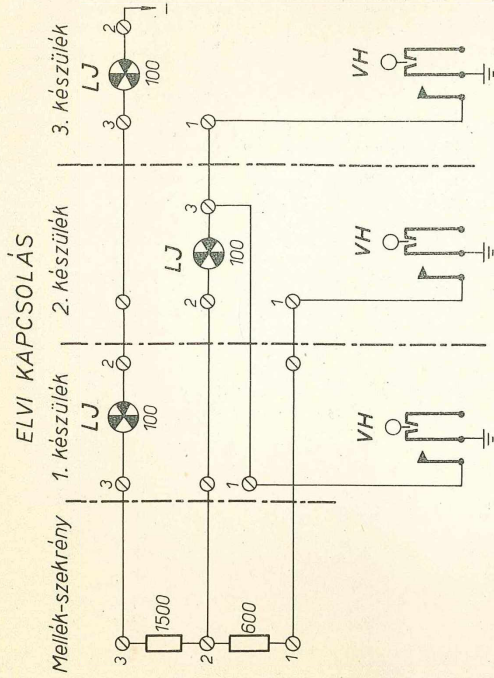 ELVI KAPCSOLÁS
Mellék-szekrény
1. készülék
2. készülék
3. készülék
LJ
LJ
3
3
2
3
2
–
100
100
1500
LJ
2
2
3
1
100
1
600
1
1
VH
VH
VH